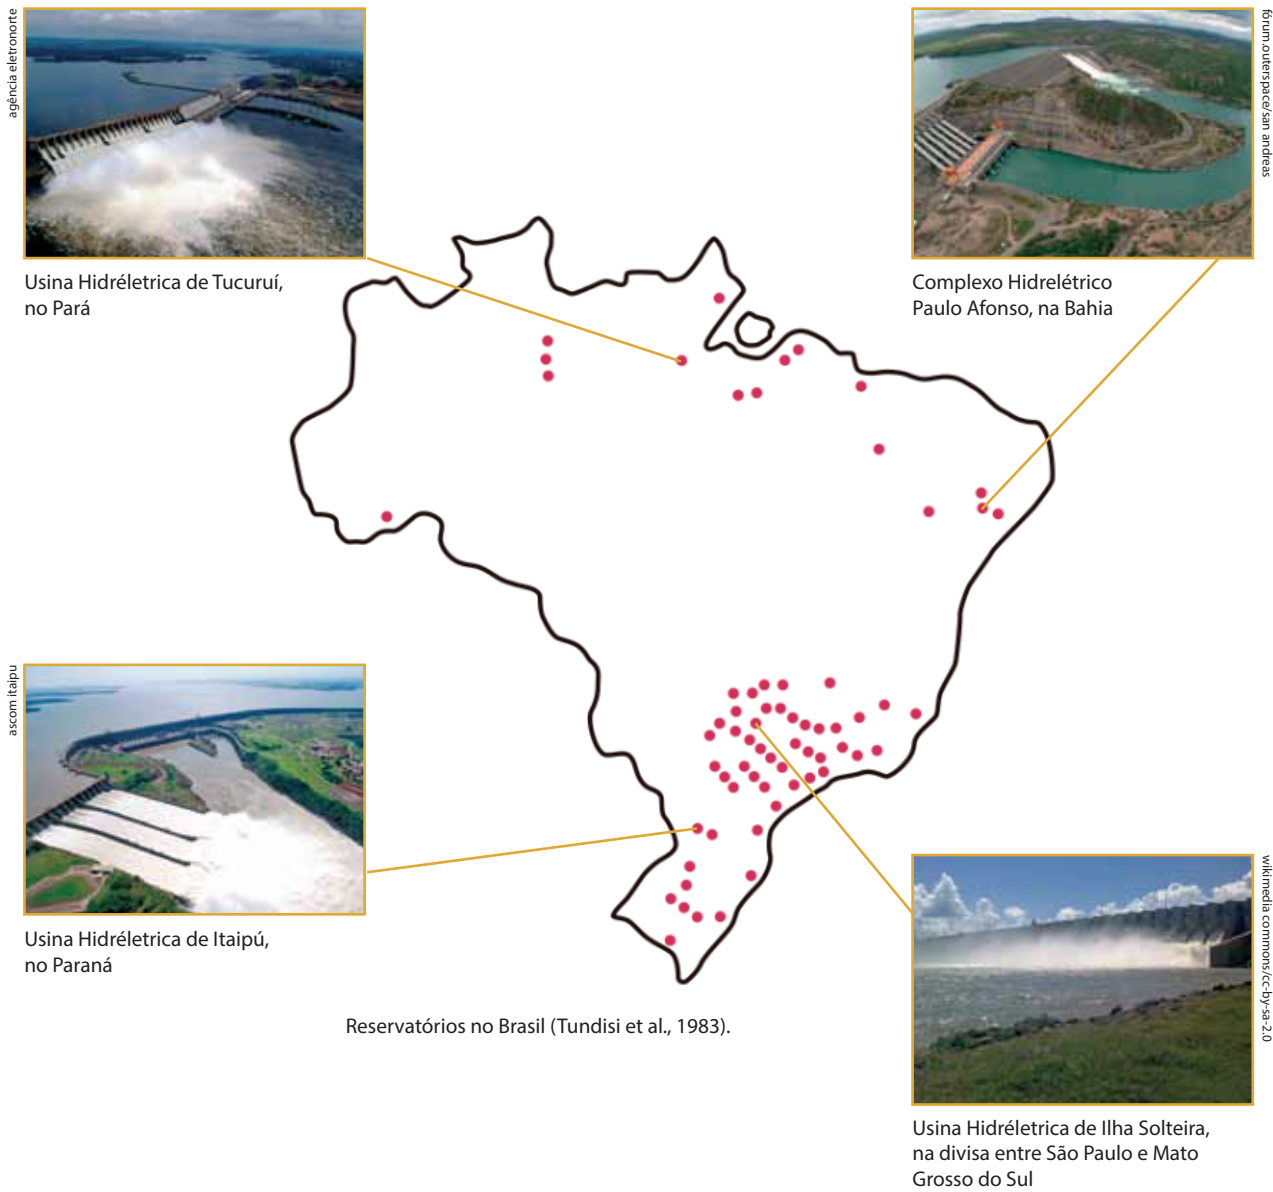 agência eletronorte
fórum.outerspace/san andreas
Usina Hidréletrica de Tucuruí,
no Pará
Complexo Hidrelétrico
Paulo Afonso, na Bahia
ascom itaipu
Usina Hidréletrica de Itaipú,
no Paraná
Reservatórios no Brasil (Tundisi et al., 1983).
wikimedia commons/cc-by-sa-2.0
Usina Hidréletrica de Ilha Solteira,
na divisa entre São Paulo e Mato
Grosso do Sul